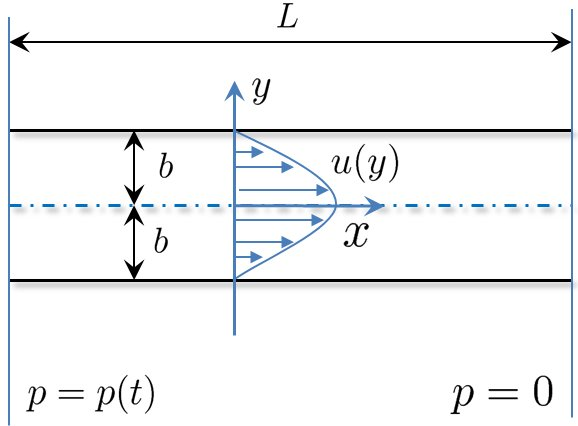 L
y
b
u(y)
x
b
p = p(t)
p = 0